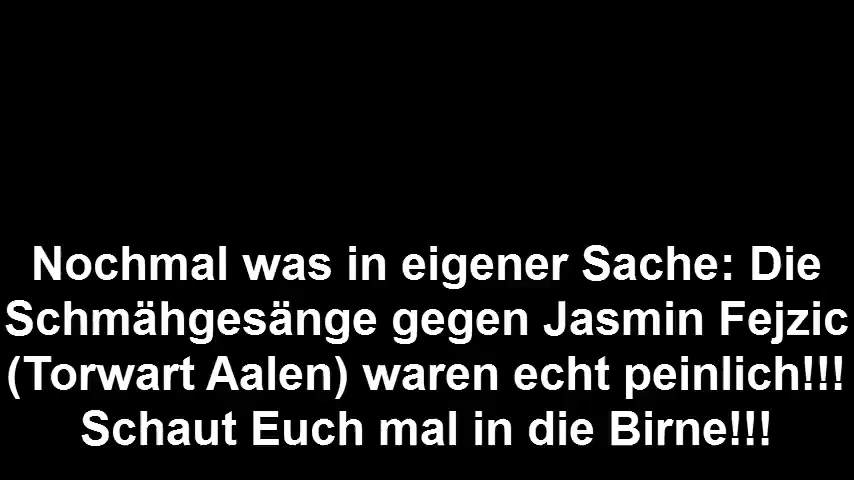 Nochmal was in eigener Sache: Die
Schmähgesänge gegen Jasmin Fejzic
(Torwart Aalen) waren echt peinlich!!!
Schaut Euch mal in die Birne!!!